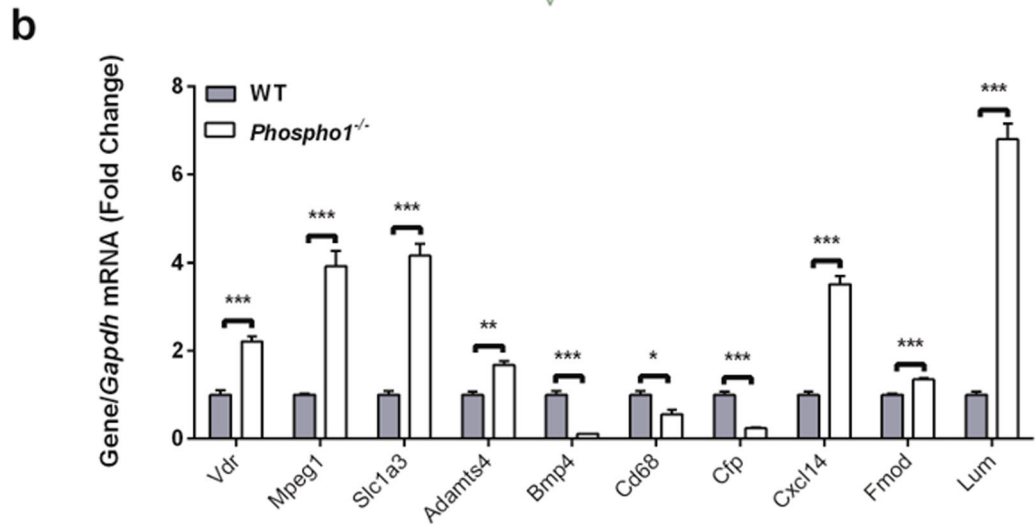 b
Gene/Gapdh mRNA (Fold Change)
8
6
4
2
0
WT
Phospho1-/-
***
***
***
**
***
*
***
***
***
***
Vdr
Mpeg1
Slc1a3
Adamts4
Bmp4
Cd68
Cfp
Cxcl14
Fmod
Lum